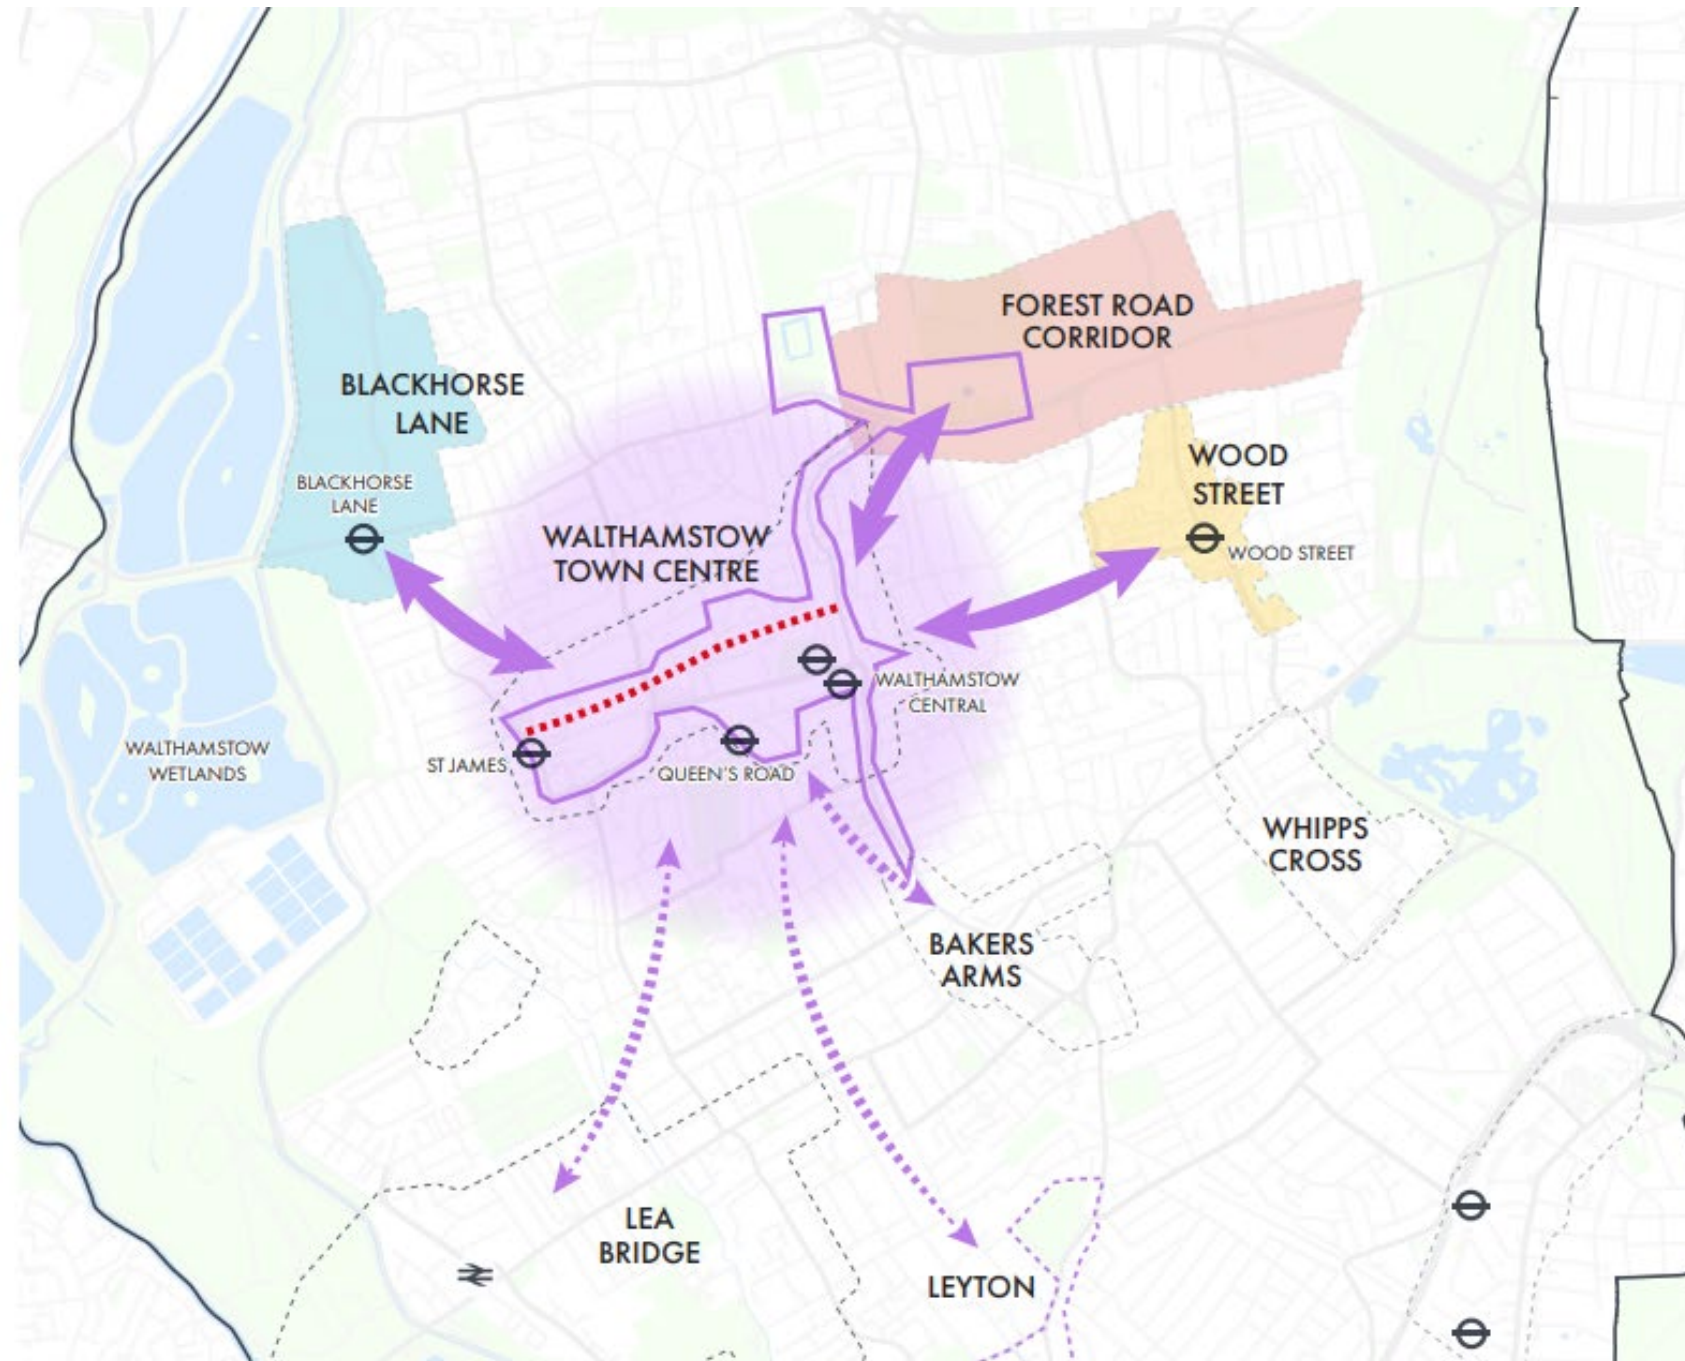 FOREST ROAD
CORRIDOR
BLACKHORSE
LANE
WOOD
STREET
BLACKHORSE
LANE
WALTHAMSTOW
TOWN CENTRE
WOOD STREET
WALTHAMSTOW
CENTRAL
WALTHAMSTOW
WETLANDS
ST JAMES
QUEEN'S ROAD
WHIPPS
CROSS
BAKERS
ARMS
LEA
BRIDGE
LEYTON